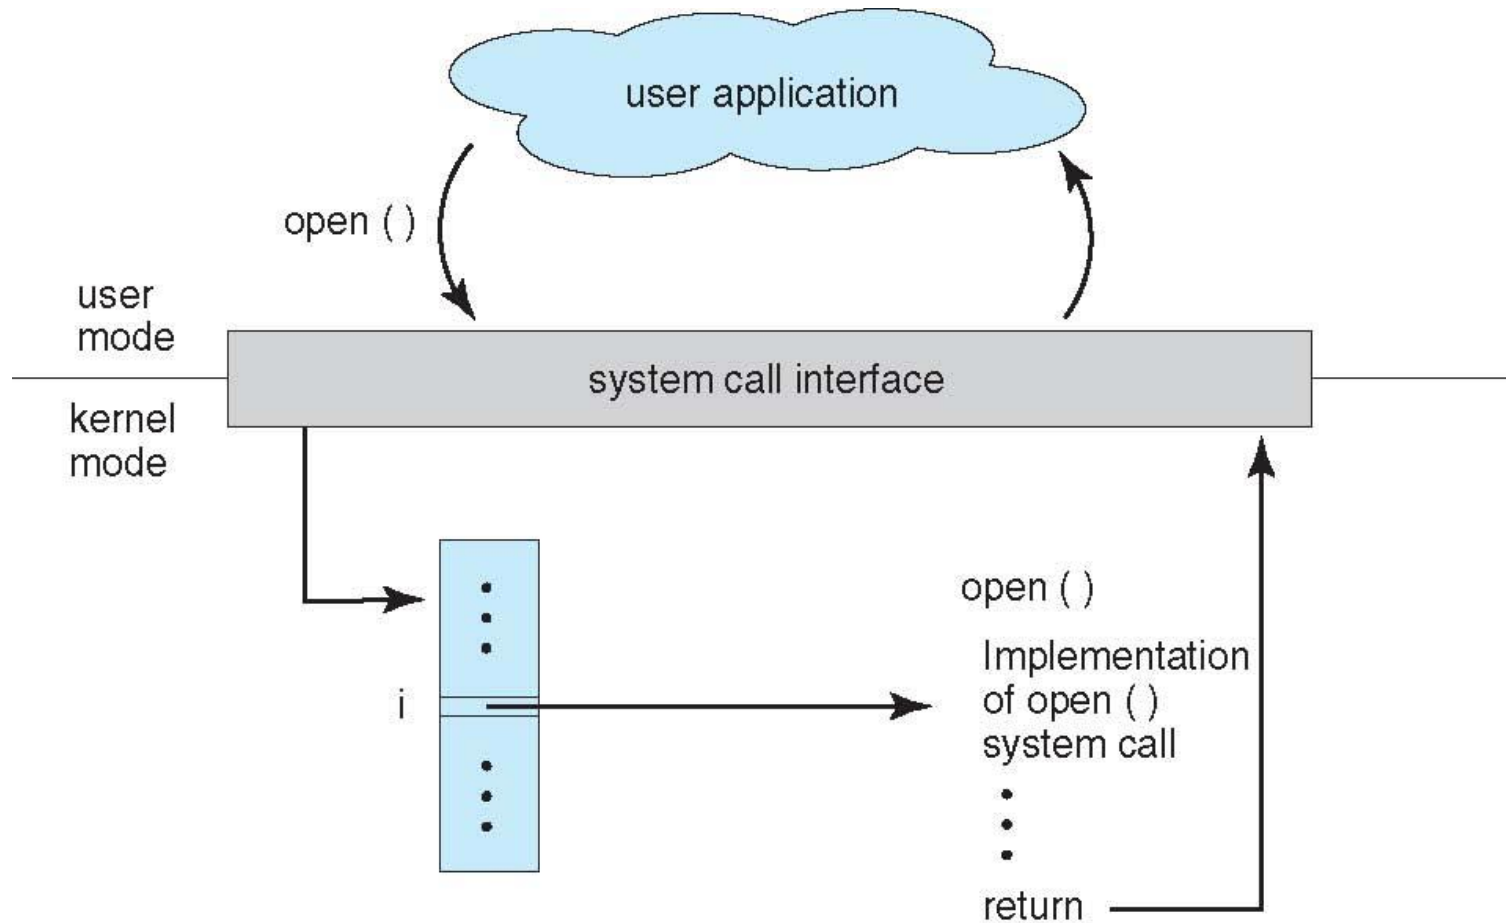 user application
open ( )
user
mode
system call interface
kernel
mode
open ( )
Implementation
of open ( )
system call
i
return